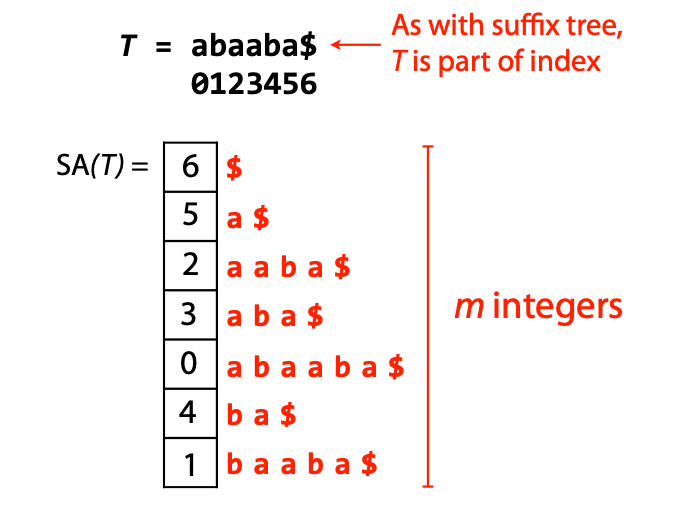 T = abaaba$
0123456
As with suffix tree,
T is part of index
SA(T) =
6 $
5 a $
2 a a b a $
3 a b a $
0 a b a a b a $
4 b a $
1 b a a b a $
m integers